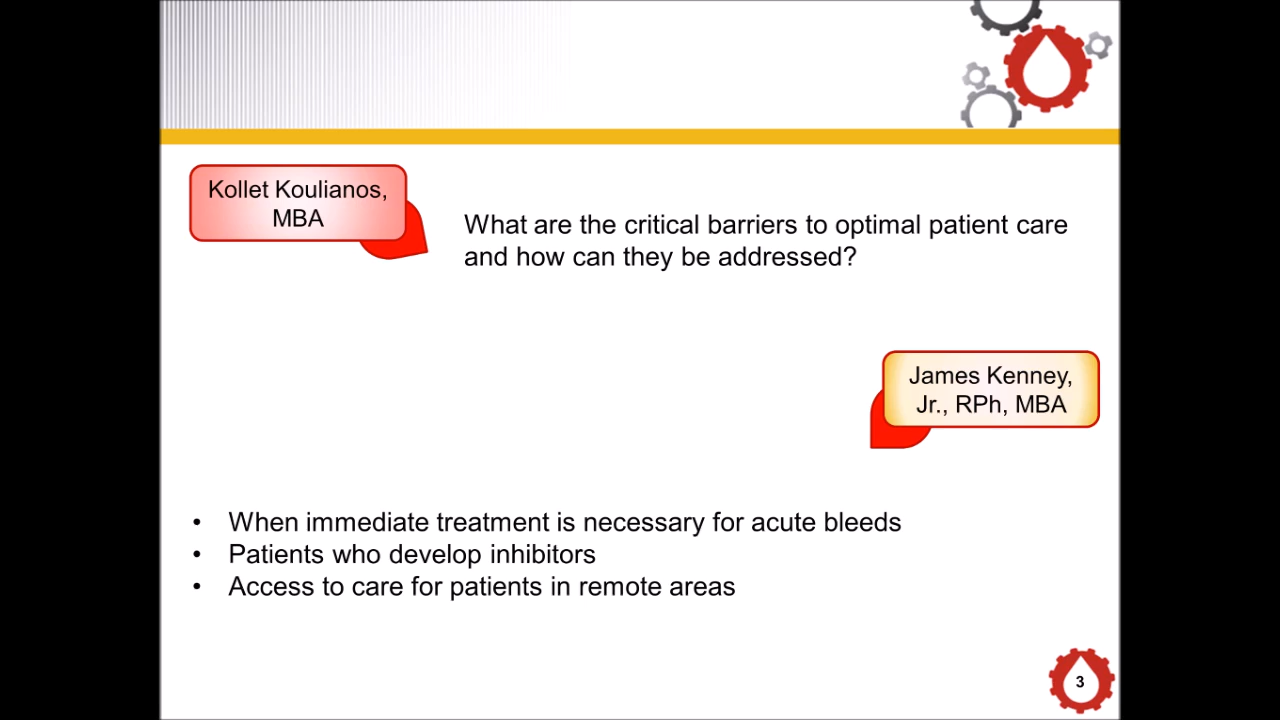 Kollet Koulianos,
MBA
What are the critical barriers to optimal patient care
and how can they be addressed?
James Kenney,
Jr., RPh, MBA
• When immediate treatment is necessary for acute bleeds
• Patients who develop inhibitors
• Access to care for patients in remote areas
3